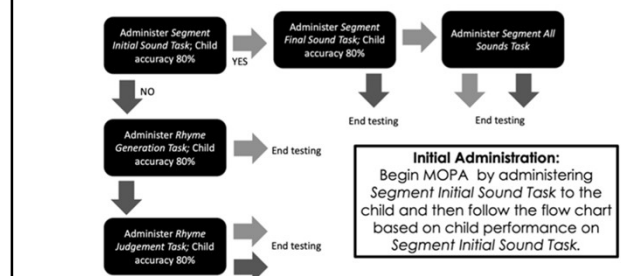 Administer Segment
Initial Sound Task; Child
accuracy 80%
YES
Administer Segment
Final Sound Task; Child
accuracy 80%
Administer Segment All
Sounds Task
NO
End testing
End testing
Administer Rhyme
Generation Task; Child
accuracy 80%
End testing
Initial Administration:
Begin MOPA by administering
Segment Initial Sound Task to the
child and then follow the flow chart
based on child performance on
Segment Initial Sound Task.
Administer Rhyme
Judgement Task; Child
accuracy 80%
End testing